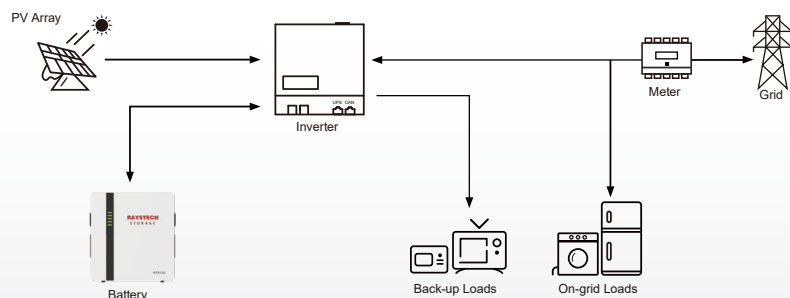 PV Array
UPS CAN
Inverter
Meter
Grid
RAYSTECH
STORAGE
Battery
Back-up Loads
On-grid Loads